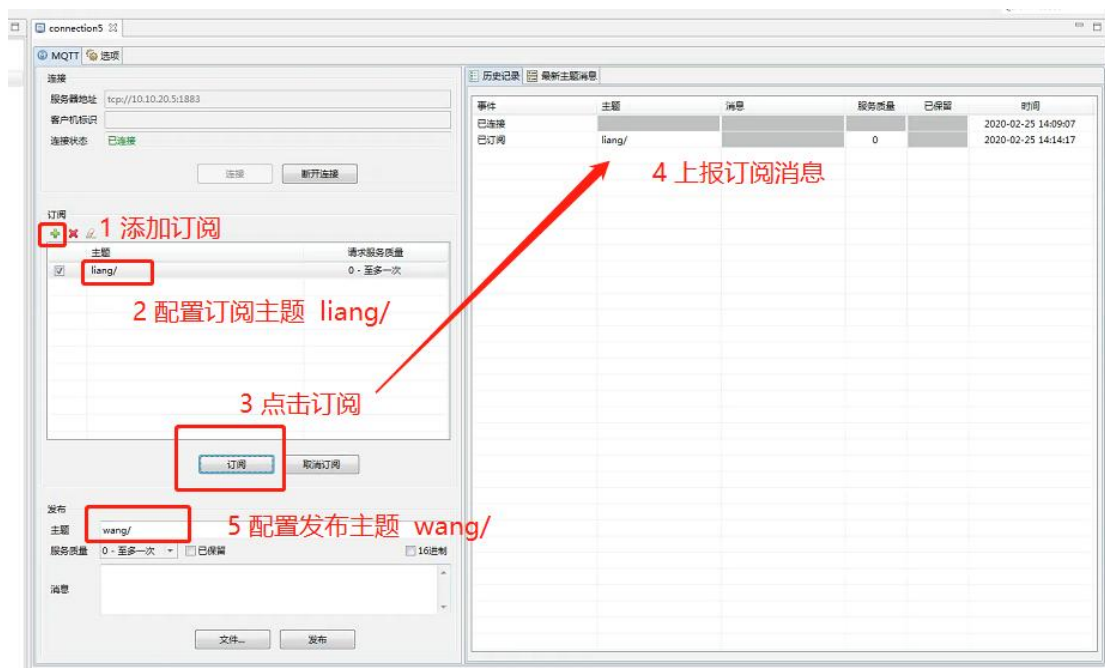 connection5
MQTT 选项
连接
服务器地址 tcp://10.10.20.5:1883
客户机标识
连接状态 已连接
连接 断开连接
订阅
1 添加订阅
主题 请求服务质量
liang/ 0 - 至多一次
2 配置订阅主题 liang/
3 点击订阅
订阅 取消订阅
发布
主题 wang/
5 配置发布主题 wang/
服务质量 0 - 至多一次 已保留 16进制
消息
文件... 发布
历史记录 最新主题消息
事件 主题 消息 服务质量 已保留 时间
已连接 2020-02-25 14:09:07
已订阅 liang/ 0 2020-02-25 14:14:17
4 上报订阅消息